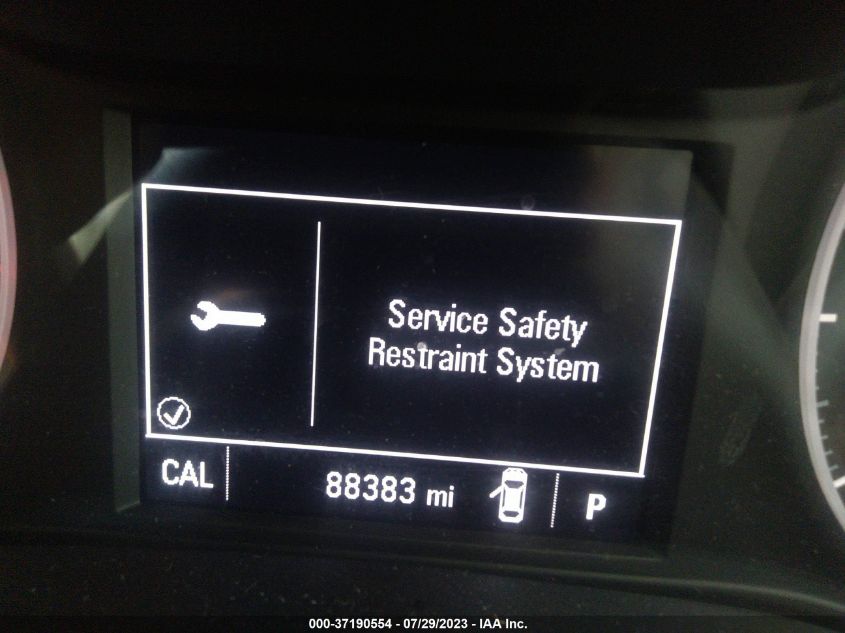 Service Safety
Restraint System
CAL 88383 mi P
000-37190554 - 07/29/2023 - IAA Inc.